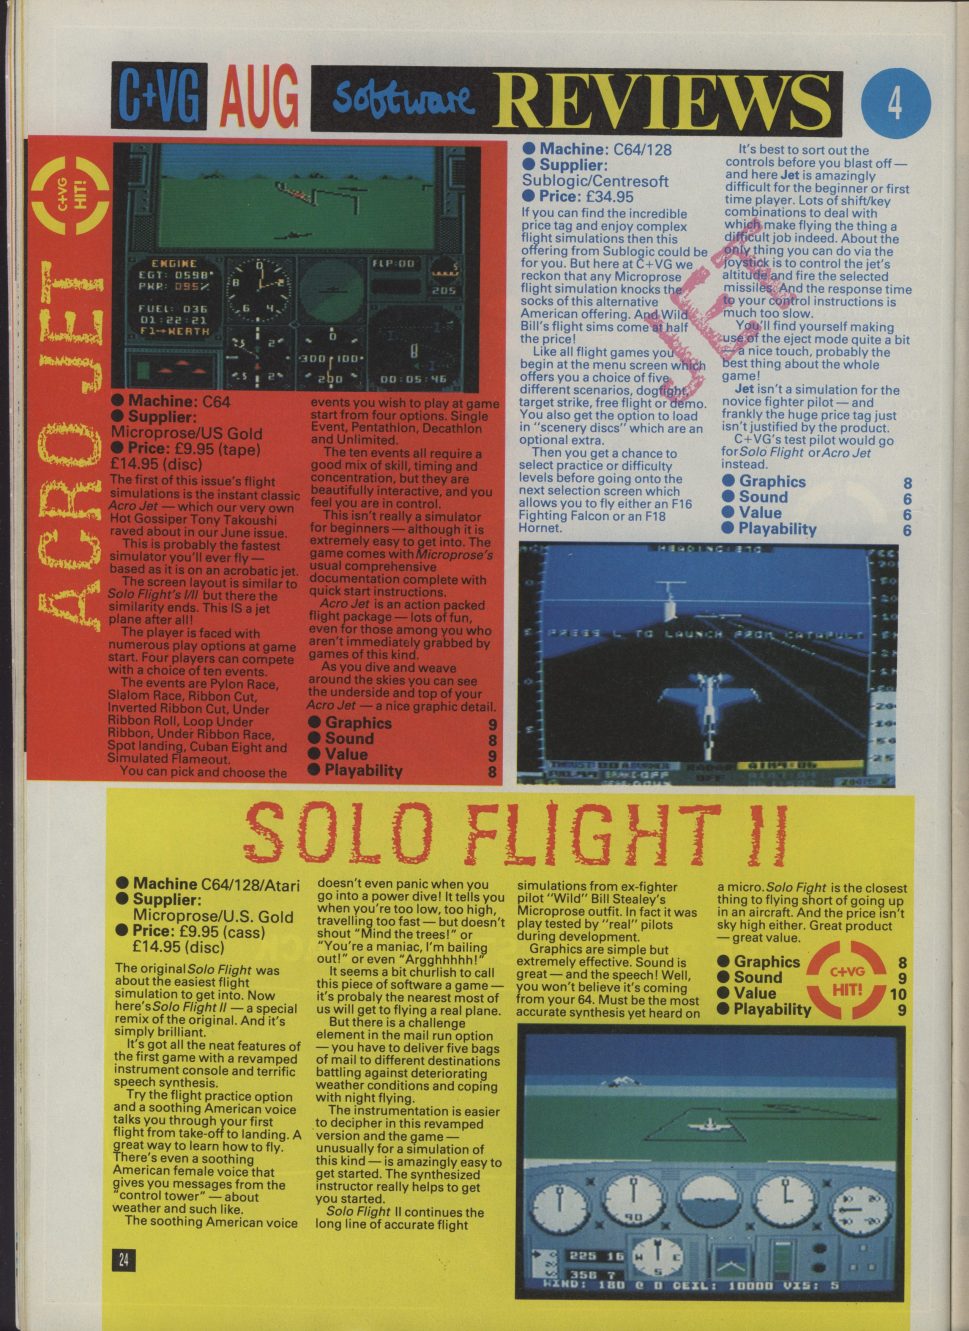 C+VG AUG software REVIEWS 4
C+VG
HIT!
ACRO JET
ENGINE
EGT: 0598°
PWR: 095%
FUEL: 036
01:22:21
F1→WERTH
FLP:00
205
00:05:46
● Machine: C64
● Supplier:
Microprose/US Gold
● Price: £9.95 (tape)
£14.95 (disc)
The first of this issue's flight
simulations is the instant classic
Acro Jet — which our very own
Hot Gossiper Tony Takoushi
raved about in our June issue.
This is probably the fastest
simulator you'll ever fly —
based as it is on an acrobatic jet.
The screen layout is similar to
Solo Flight's I/II but there the
similarity ends. This IS a jet
plane after all!
The player is faced with
numerous play options at game
start. Four players can compete
with a choice of ten events.
The events are Pylon Race,
Slalom Race, Ribbon Cut,
Inverted Ribbon Cut, Under
Ribbon Roll, Loop Under
Ribbon, Under Ribbon Race,
Spot landing, Cuban Eight and
Simulated Flameout.
You can pick and choose the
events you wish to play at game
start from four options. Single
Event, Pentathlon, Decathlon
and Unlimited.
The ten events all require a
good mix of skill, timing and
concentration, but they are
beautifully interactive, and you
feel you are in control.
This isn't really a simulator
for beginners — although it is
extremely easy to get into. The
game comes with Microprose's
usual comprehensive
documentation complete with
quick start instructions.
Acro Jet is an action packed
flight package — lots of fun,
even for those among you who
aren't immediately grabbed by
games of this kind.
As you dive and weave
around the skies you can see
the underside and top of your
Acro Jet — a nice graphic detail.
● Graphics 9
● Sound 8
● Value 9
● Playability 8
JET
● Machine: C64/128
● Supplier:
Sublogic/Centresoft
● Price: £34.95
If you can find the incredible
price tag and enjoy complex
flight simulations then this
offering from Sublogic could be
for you. But here at C+VG we
reckon that any Microprose
flight simulation knocks the
socks of this alternative
American offering. And Wild
Bill's flight sims come at half
the price!
Like all flight games you
begin at the menu screen which
offers you a choice of five
different scenarios, dogfight,
target strike, free flight or demo.
You also get the option to load
in "scenery discs" which are an
optional extra.
Then you get a chance to
select practice or difficulty
levels before going onto the
next selection screen which
allows you to fly either an F16
Fighting Falcon or an F18
Hornet.
It's best to sort out the
controls before you blast off —
and here Jet is amazingly
difficult for the beginner or first
time player. Lots of shift/key
combinations to deal with
which make flying the thing a
difficult job indeed. About the
only thing you can do via the
joystick is to control the jet's
altitude and fire the selected
missiles. And the response time
to your control instructions is
much too slow.
You'll find yourself making
use of the eject mode quite a bit
— a nice touch, probably the
best thing about the whole
game!
Jet isn't a simulation for the
novice fighter pilot — and
frankly the huge price tag just
isn't justified by the product.
C+VG's test pilot would go
for Solo Flight or Acro Jet
instead.
● Graphics 8
● Sound 6
● Value 6
● Playability 6
PRESS L TO LAUNCH FROM CATAPULT
SOLO FLIGHT II
● Machine C64/128/Atari
● Supplier:
Microprose/U.S. Gold
● Price: £9.95 (cass)
£14.95 (disc)
The original Solo Flight was
about the easiest flight
simulation to get into. Now
here's Solo Flight II — a special
remix of the original. And it's
simply brilliant.
It's got all the neat features of
the first game with a revamped
instrument console and terrific
speech synthesis.
Try the flight practice option
and a soothing American voice
talks you through your first
flight from take-off to landing. A
great way to learn how to fly.
There's even a soothing
American female voice that
gives you messages from the
"control tower" — about
weather and such like.
The soothing American voice
doesn't even panic when you
go into a power dive! It tells you
when you're too low, too high,
travelling too fast — but doesn't
shout "Mind the trees!" or
"You're a maniac, I'm bailing
out!" or even "Argghhhhh!"
It seems a bit churlish to call
this piece of software a game —
it's probaly the nearest most of
us will get to flying a real plane.
But there is a challenge
element in the mail run option
— you have to deliver five bags
of mail to different destinations
battling against deteriorating
weather conditions and coping
with night flying.
The instrumentation is easier
to decipher in this revamped
version and the game —
unusually for a simulation of
this kind — is amazingly easy to
get started. The synthesized
instructor really helps to get
you started.
Solo Flight II continues the
long line of accurate flight
simulations from ex-fighter
pilot "Wild" Bill Stealey's
Microprose outfit. In fact it was
play tested by "real" pilots
during development.
Graphics are simple but
extremely effective. Sound is
great — and the speech! Well,
you won't believe it's coming
from your 64. Must be the most
accurate synthesis yet heard on
a micro. Solo Fight is the closest
thing to flying short of going up
in an aircraft. And the price isn't
sky high either. Great product
— great value.
● Graphics 8
● Sound 9
● Value 10
● Playability 9
C+VG
HIT!
225 16
358 7
WIND: 180 @ 0 CEIL: 10000 VIS: 5
24